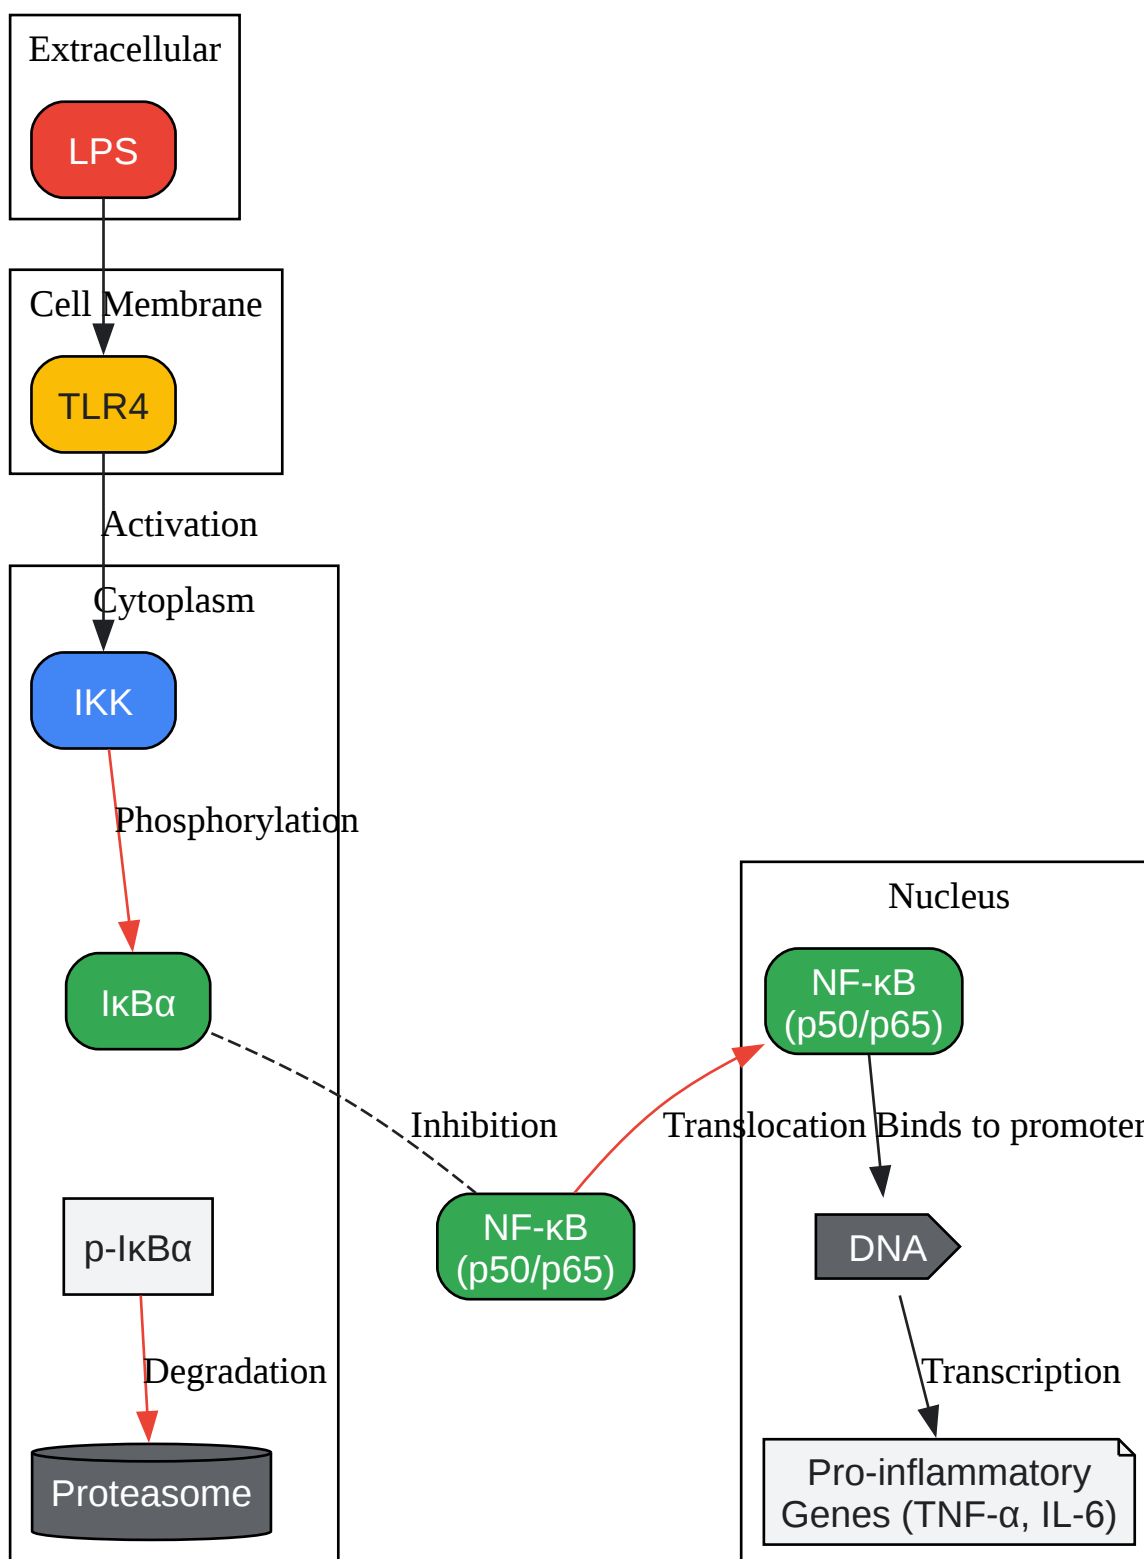 Extracellular
LPS
Cell Membrane
TLR4
Activation
Cytoplasm
IKK
Phosphorylation
Nucleus
IκBα
NF-κB
(p50/p65)
Inhibition
Translocation
Binds to promoter
p-IκBα
NF-κB
(p50/p65)
DNA
Degradation
Transcription
Proteasome
Pro-inflammatory
Genes (TNF-α, IL-6)